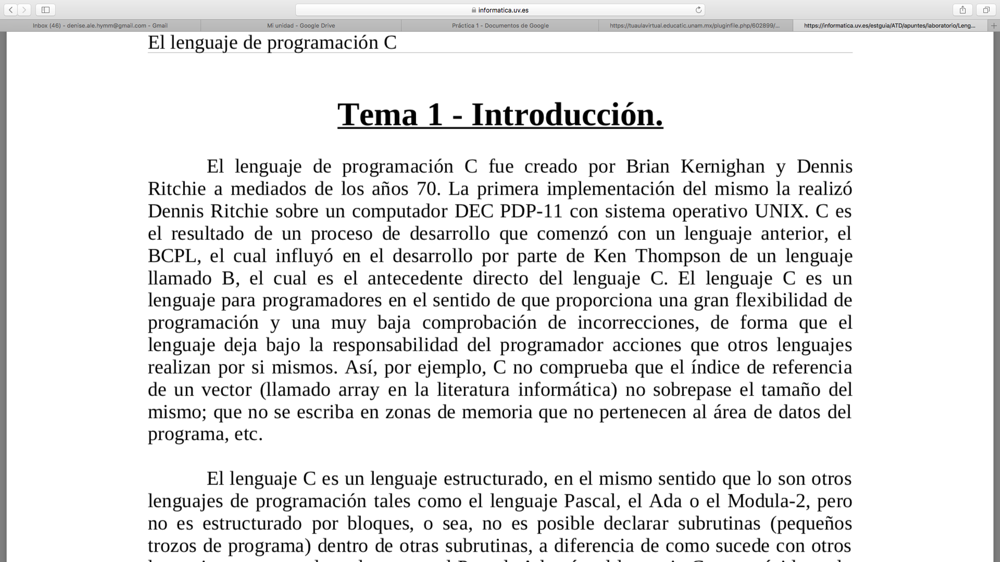 informatica.uv.es
Inbox (46) - denise.ale.hymm@gmail.com - Gmail
Mi unidad - Google Drive
Práctica 1 - Documentos de Google
https://tuaulavirtual.educatic.unam.mx/pluginfile.php/602899/...
https://informatica.uv.es/estguia/ATD/apuntes/laboratorio/Leng...
El lenguaje de programación C
Tema 1 - Introducción.
El lenguaje de programación C fue creado por Brian Kernighan y Dennis
Ritchie a mediados de los años 70. La primera implementación del mismo la realizó
Dennis Ritchie sobre un computador DEC PDP-11 con sistema operativo UNIX. C es
el resultado de un proceso de desarrollo que comenzó con un lenguaje anterior, el
BCPL, el cual influyó en el desarrollo por parte de Ken Thompson de un lenguaje
llamado B, el cual es el antecedente directo del lenguaje C. El lenguaje C es un
lenguaje para programadores en el sentido de que proporciona una gran flexibilidad de
programación y una muy baja comprobación de incorrecciones, de forma que el
lenguaje deja bajo la responsabilidad del programador acciones que otros lenguajes
realizan por si mismos. Así, por ejemplo, C no comprueba que el índice de referencia
de un vector (llamado array en la literatura informática) no sobrepase el tamaño del
mismo; que no se escriba en zonas de memoria que no pertenecen al área de datos del
programa, etc.
El lenguaje C es un lenguaje estructurado, en el mismo sentido que lo son otros
lenguajes de programación tales como el lenguaje Pascal, el Ada o el Modula-2, pero
no es estructurado por bloques, o sea, no es posible declarar subrutinas (pequeños
trozos de programa) dentro de otras subrutinas, a diferencia de como sucede con otros